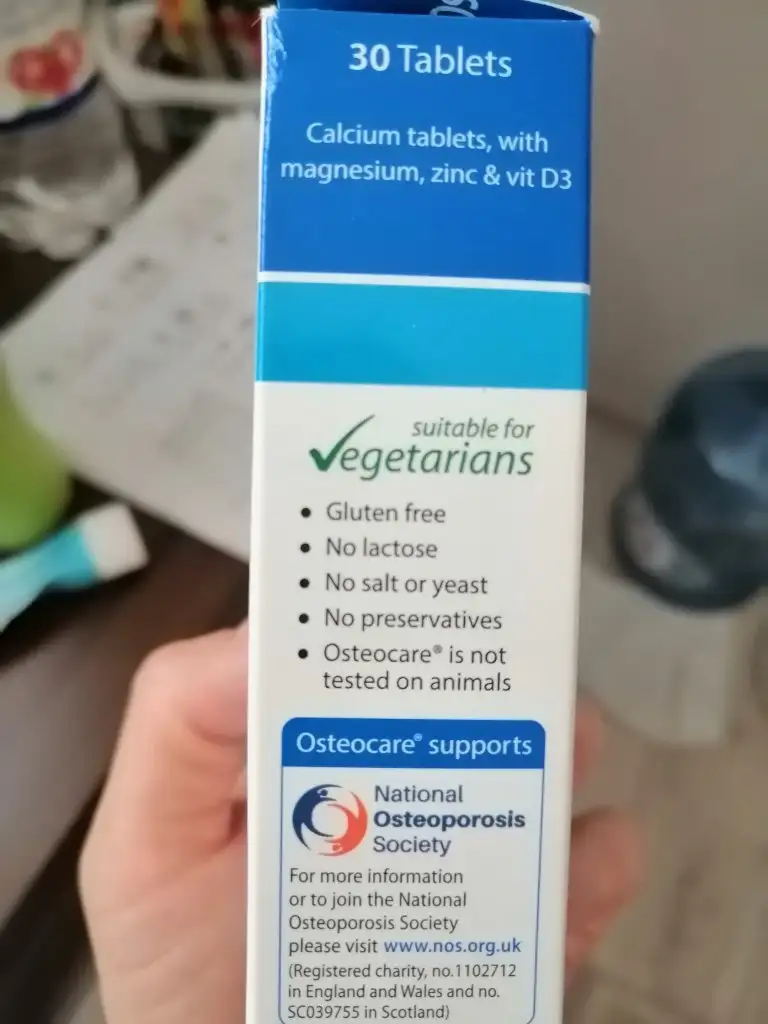 30 Tablets
Calcium tablets, with
magnesium, zinc & vit D3
suitable for
Vegetarians
• Gluten free
• No lactose
• No salt or yeast
• No preservatives
• Osteocare® is not
tested on animals
Osteocare® supports
National
Osteoporosis
Society
For more information
or to join the National
Osteoporosis Society
please visit www.nos.org.uk
(Registered charity, no.1102712
in England and Wales and no.
SC039755 in Scotland)